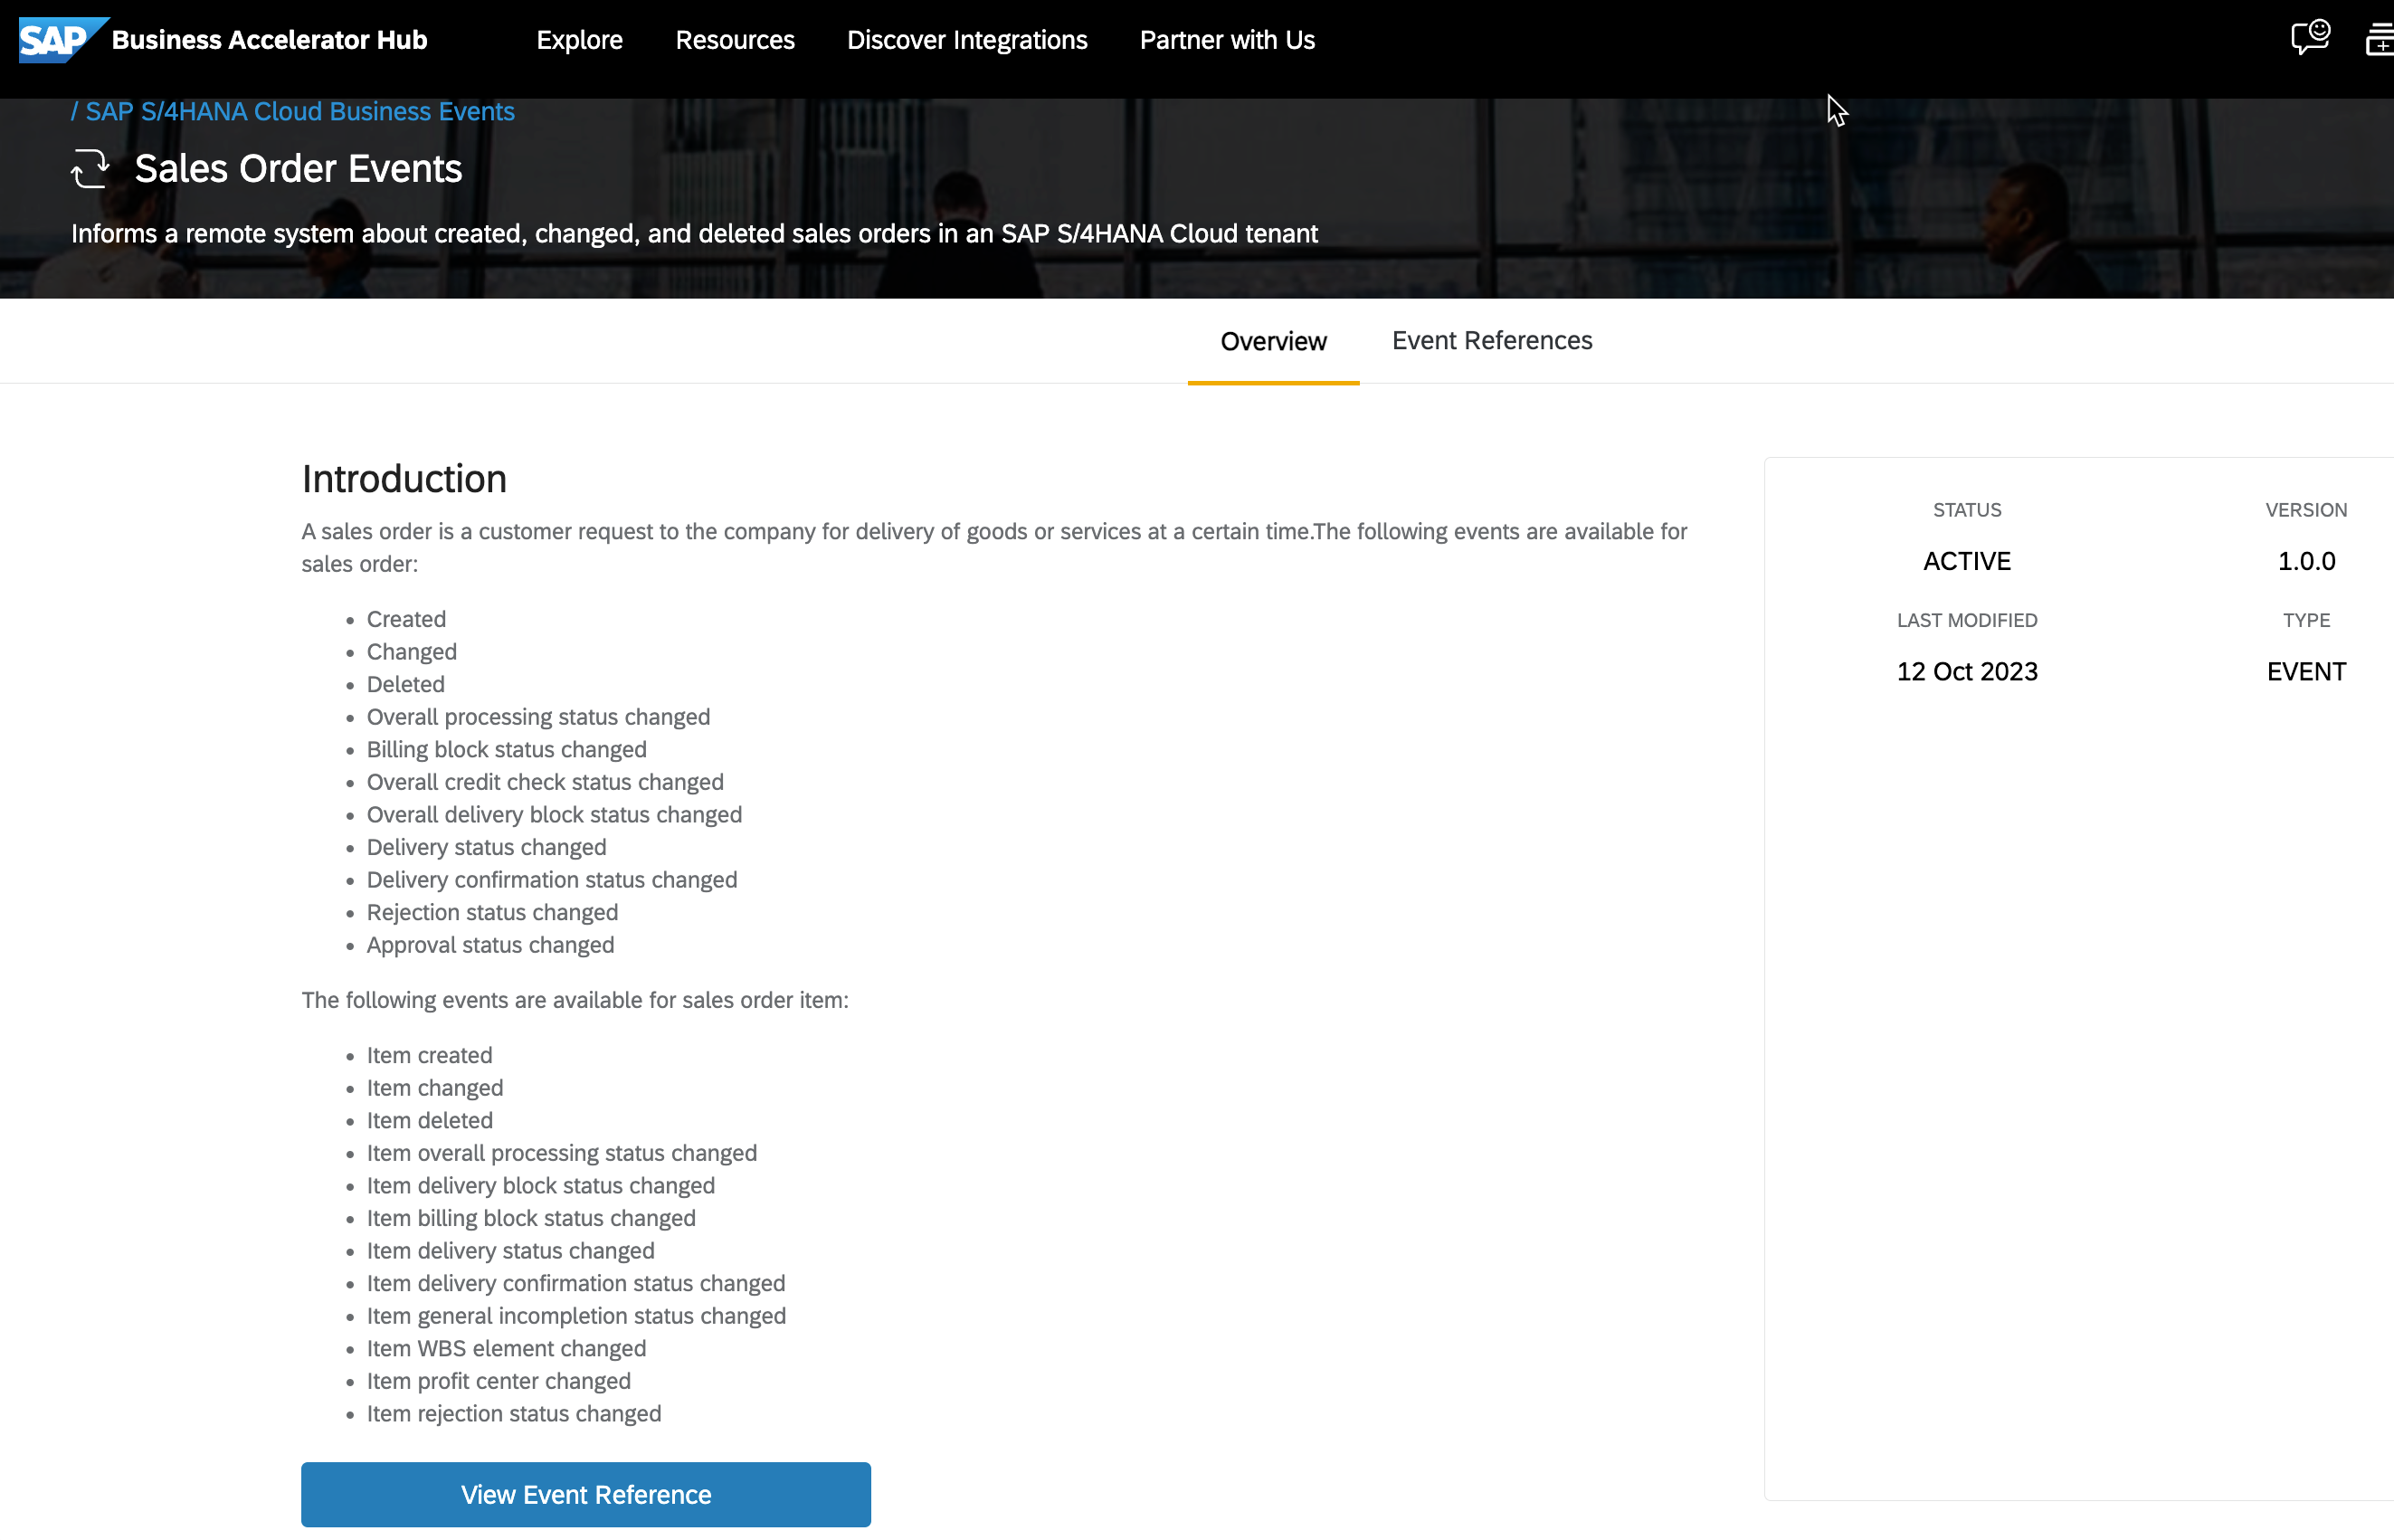 SAP Business Accelerator Hub Explore Resources Discover Integrations Partner with Us
/ SAP S/4HANA Cloud Business Events
Sales Order Events
Informs a remote system about created, changed, and deleted sales orders in an SAP S/4HANA Cloud tenant
Overview Event References
Introduction
A sales order is a customer request to the company for delivery of goods or services at a certain time.The following events are available for
sales order:
• Created
• Changed
• Deleted
• Overall processing status changed
• Billing block status changed
• Overall credit check status changed
• Overall delivery block status changed
• Delivery status changed
• Delivery confirmation status changed
• Rejection status changed
• Approval status changed
The following events are available for sales order item:
• Item created
• Item changed
• Item deleted
• Item overall processing status changed
• Item delivery block status changed
• Item billing block status changed
• Item delivery status changed
• Item delivery confirmation status changed
• Item general incompletion status changed
• Item WBS element changed
• Item profit center changed
• Item rejection status changed
View Event Reference
STATUS VERSION
ACTIVE 1.0.0
LAST MODIFIED TYPE
12 Oct 2023 EVENT